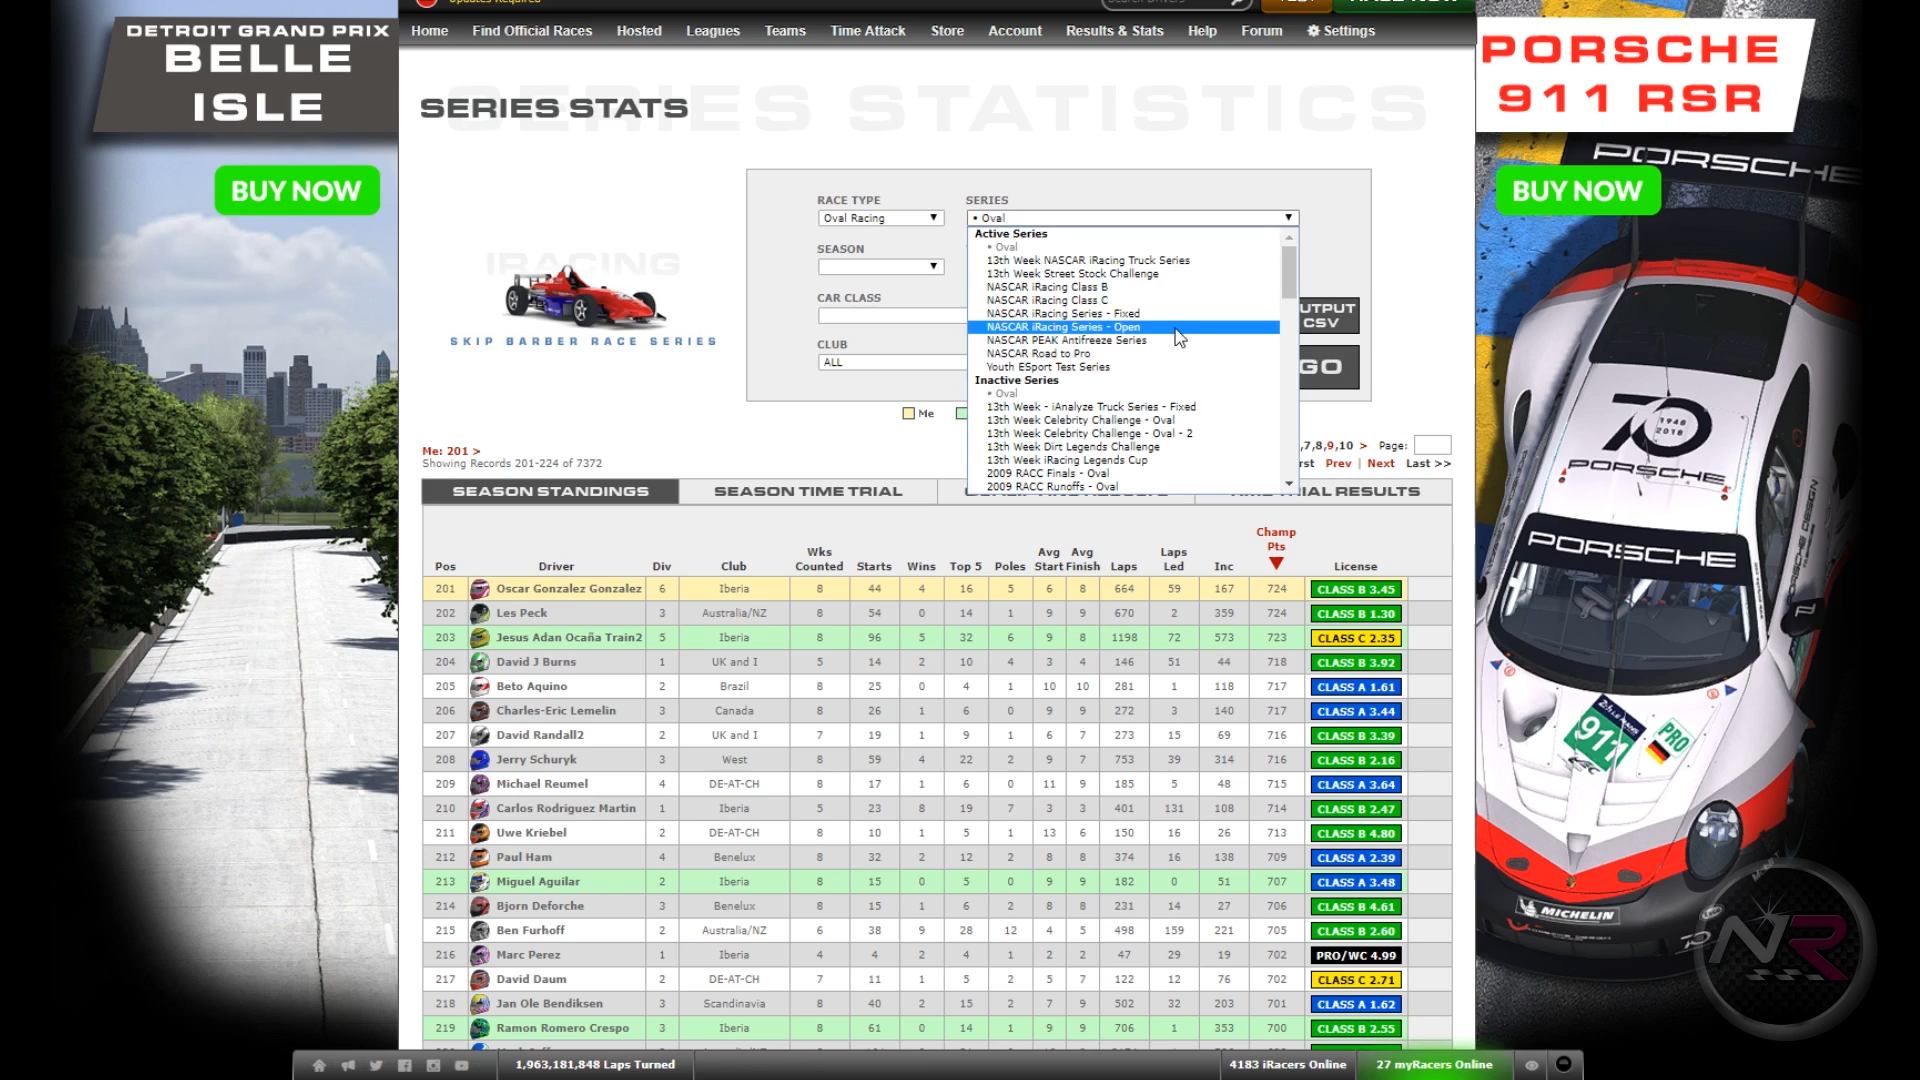 Updates Required
Search Drivers
Home Find Official Races Hosted Leagues Teams Time Attack Store Account Results & Stats Help Forum Settings
DETROIT GRAND PRIX
BELLE
ISLE
BUY NOW
PORSCHE
911 RSR
BUY NOW
SERIES STATISTICS
SERIES STATS
RACE TYPE
Oval Racing
SERIES
• Oval
SEASON
CAR CLASS
CLUB
ALL
Active Series
• Oval
13th Week NASCAR iRacing Truck Series
13th Week Street Stock Challenge
NASCAR iRacing Class B
NASCAR iRacing Class C
NASCAR iRacing Series - Fixed
NASCAR iRacing Series - Open
NASCAR PEAK Antifreeze Series
NASCAR Road to Pro
Youth ESport Test Series
Inactive Series
• Oval
13th Week - iAnalyze Truck Series - Fixed
13th Week Celebrity Challenge - Oval
13th Week Celebrity Challenge - Oval - 2
13th Week Dirt Legends Challenge
13th Week iRacing Legends Cup
2009 RACC Finals - Oval
2009 RACC Runoffs - Oval
UTPUT
CSV
GO
IRACING
SKIP BARBER RACE SERIES
Me
Me: 201 >
Showing Records 201-224 of 7372
,7,8,9,10 > Page:
rst Prev | Next Last >>
SEASON STANDINGS SEASON TIME TRIAL IAL RESULTS
Pos Driver Div Club Wks Counted Starts Wins Top 5 Poles Avg Start Avg Finish Laps Laps Led Inc Champ Pts License
201 Oscar Gonzalez Gonzalez 6 Iberia 8 44 4 16 5 6 8 664 59 167 724 CLASS B 3.45
202 Les Peck 3 Australia/NZ 8 54 0 14 1 9 9 670 2 359 724 CLASS B 1.30
203 Jesus Adan Ocaña Train2 5 Iberia 8 96 5 32 6 9 8 1198 72 573 723 CLASS C 2.35
204 David J Burns 1 UK and I 5 14 2 10 4 3 4 146 51 44 718 CLASS B 3.92
205 Beto Aquino 2 Brazil 8 25 0 4 1 10 10 281 1 118 717 CLASS A 1.61
206 Charles-Eric Lemelin 3 Canada 8 26 1 6 0 9 9 272 3 140 717 CLASS A 3.44
207 David Randall2 2 UK and I 7 19 1 9 1 6 7 273 15 69 716 CLASS B 3.39
208 Jerry Schuryk 3 West 8 59 4 22 2 9 7 753 39 314 716 CLASS B 2.16
209 Michael Reumel 4 DE-AT-CH 8 17 1 6 0 11 9 185 5 48 715 CLASS A 3.64
210 Carlos Rodriguez Martin 1 Iberia 5 23 8 19 7 3 3 401 131 108 714 CLASS B 2.47
211 Uwe Kriebel 2 DE-AT-CH 8 10 1 5 1 13 6 150 16 26 713 CLASS B 4.80
212 Paul Ham 4 Benelux 8 32 2 12 2 8 8 374 16 138 709 CLASS A 2.39
213 Miguel Aguilar 2 Iberia 8 15 0 5 0 9 9 182 0 51 707 CLASS A 3.48
214 Bjorn Deforche 3 Benelux 8 15 1 6 2 8 8 231 14 27 706 CLASS B 4.61
215 Ben Furhoff 2 Australia/NZ 6 38 9 28 12 4 5 498 159 221 705 CLASS B 2.60
216 Marc Perez 1 Iberia 4 4 2 4 1 2 2 47 29 19 702 PRO/WC 4.99
217 David Daum 2 DE-AT-CH 7 11 1 5 2 5 7 122 12 76 702 CLASS C 2.71
218 Jan Ole Bendiksen 3 Scandinavia 8 40 2 15 2 7 9 502 32 203 701 CLASS A 1.62
219 Ramon Romero Crespo 3 Iberia 8 61 0 14 1 9 9 706 1 353 700 CLASS B 2.55
1,963,181,848 Laps Turned
4183 iRacers Online
27 myRacers Online
PORSCHE
70
1948
2018
PORSCHE
PORSCHE
911
PRO
MICHELIN
NR